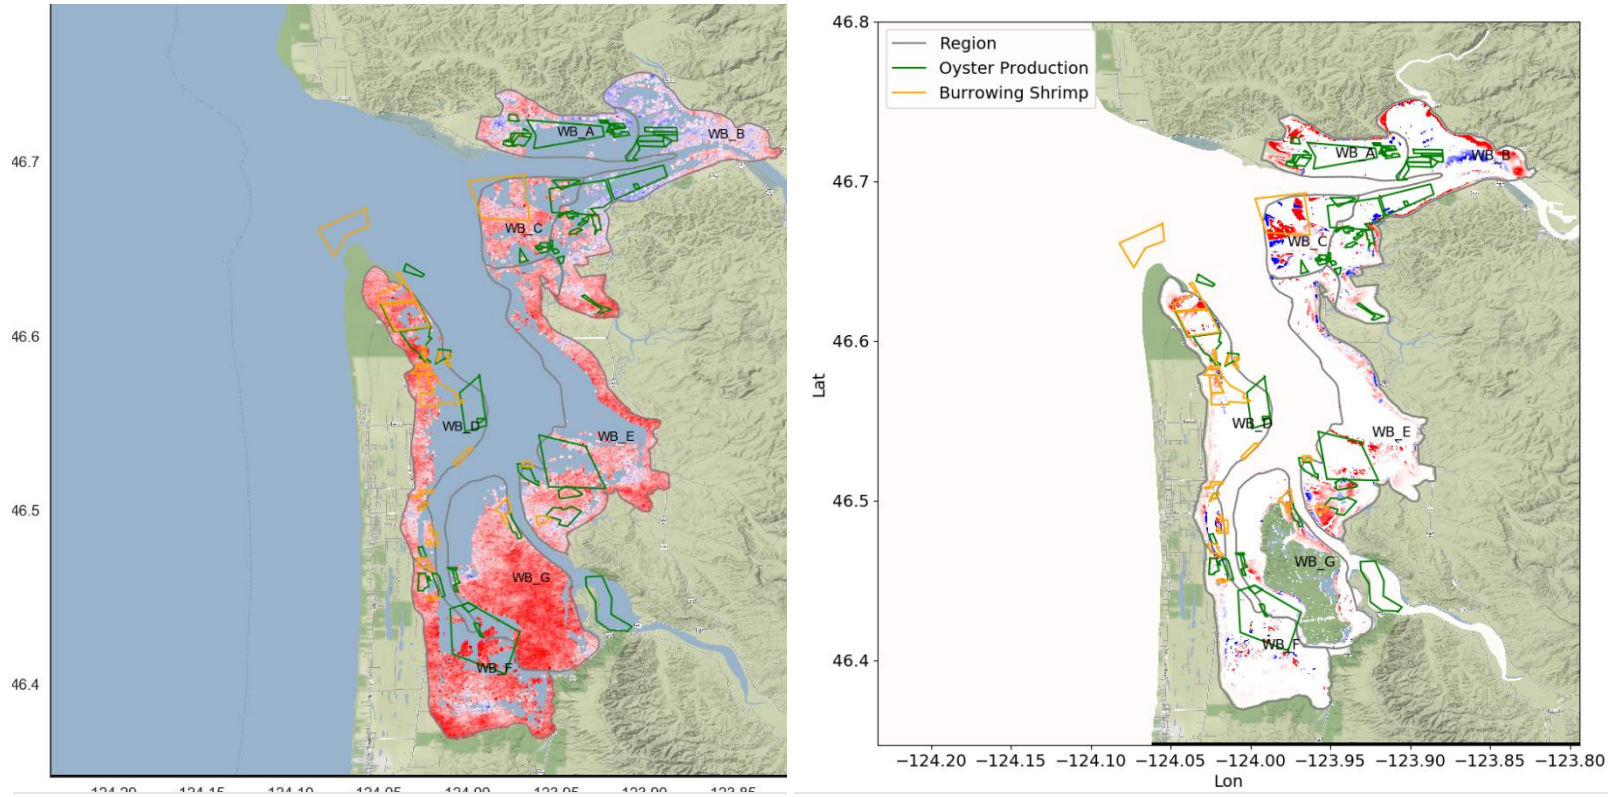 46.7
46.6
46.5
46.4
WB_A
WB_B
WB_C
WB_D
WB_E
WB_G
WB_F
46.8
46.7
46.6
46.5
46.4
Lat
Region
Oyster Production
Burrowing Shrimp
WB_A
WB_B
WB_C
WB_D
WB_E
WB_G
WB_F
−124.20 −124.15 −124.10 −124.05 −124.00 −123.95 −123.90 −123.85 −123.80
Lon